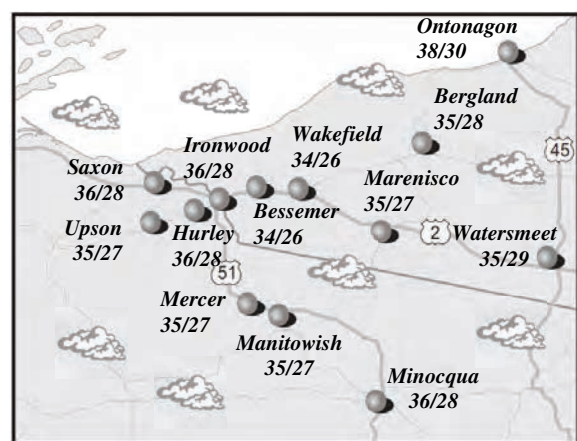 Ontonagon
38/30
Bergland
35/28
Ironwood
36/28
Wakefield
34/26
45
Saxon
36/28
Marenisco
35/27
Upson
35/27
Hurley
36/28
Bessemer
34/26
2
Watersmeet
35/29
51
Mercer
35/27
Manitowish
35/27
Minocqua
36/28